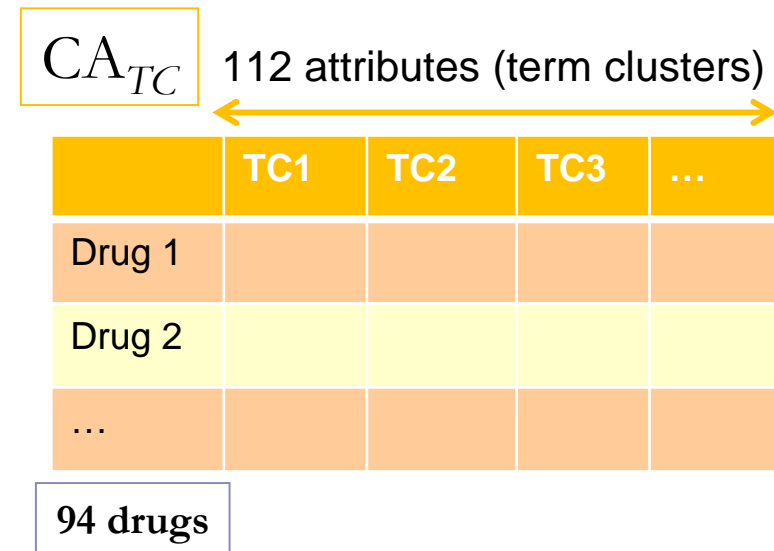 CA_TC
112 attributes (term clusters)
TC1 TC2 TC3 …
Drug 1
Drug 2
…
94 drugs